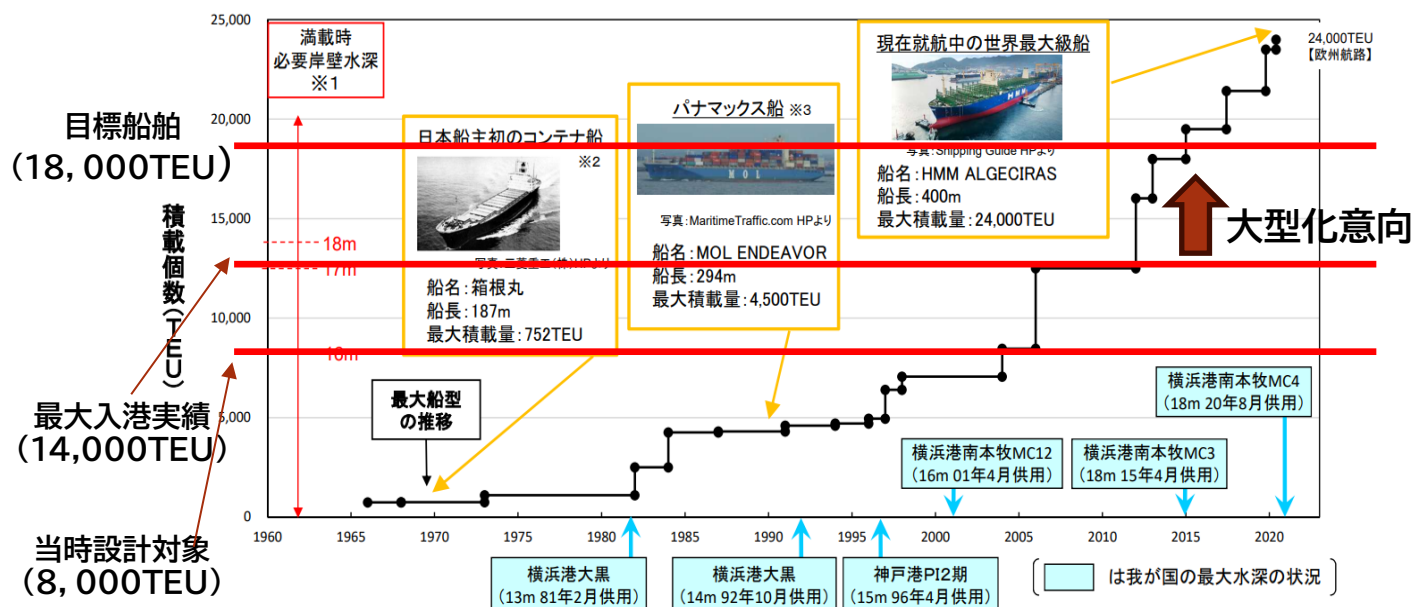 25,000
20,000
15,000
10,000
5,000
0
積載個数(TEU)
満載時
必要岸壁水深
※1
18m
17m
目標船舶
(18,000TEU)
最大入港実績
(14,000TEU)
当時設計対象
(8,000TEU)
日本船主初のコンテナ船
※2
船名:箱根丸
船長:187m
最大積載量:752TEU
パナマックス船 ※3
MOL
写真:MaritimeTraffic.com HPより
船名:MOL ENDEAVOR
船長:294m
最大積載量:4,500TEU
現在就航中の世界最大級船
HMM
写真:Shipping Guide HPより
船名:HMM ALGECIRAS
船長:400m
最大積載量:24,000TEU
24,000TEU
【欧州航路】
大型化意向
最大船型
の推移
横浜港南本牧MC12
(16m 01年4月供用)
横浜港南本牧MC3
(18m 15年4月供用)
横浜港南本牧MC4
(18m 20年8月供用)
1960 1965 1970 1975 1980 1985 1990 1995 2000 2005 2010 2015 2020
横浜港大黒
(13m 81年2月供用)
横浜港大黒
(14m 92年10月供用)
神戸港PI2期
(15m 96年4月供用)
は我が国の最大水深の状況